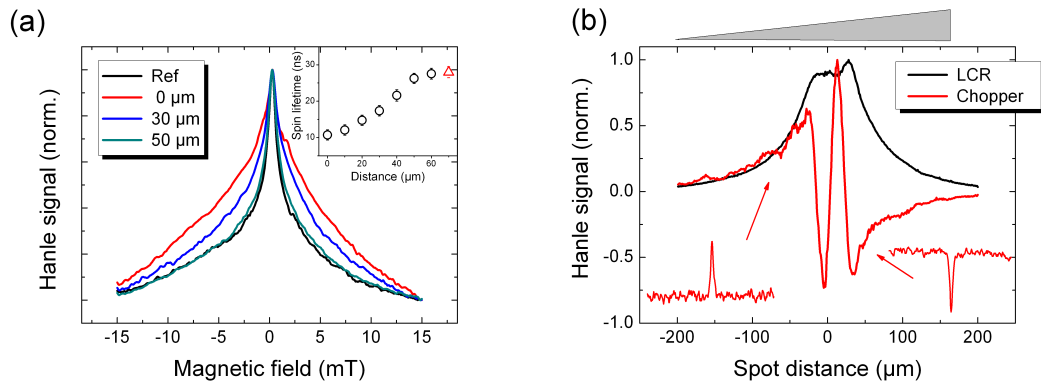 (a)
Ref
0 μm
30 μm
50 μm
Hanle signal (norm.)
-15 -10 -5 0 5 10 15
Magnetic field (mT)
Spin lifetime (ns)
40
30
20
10
0 20 40 60
Distance (μm)
(b)
LCR
Chopper
Hanle signal (norm.)
1.0
0.5
0.0
-0.5
-1.0
-200 -100 0 100 200
Spot distance (μm)